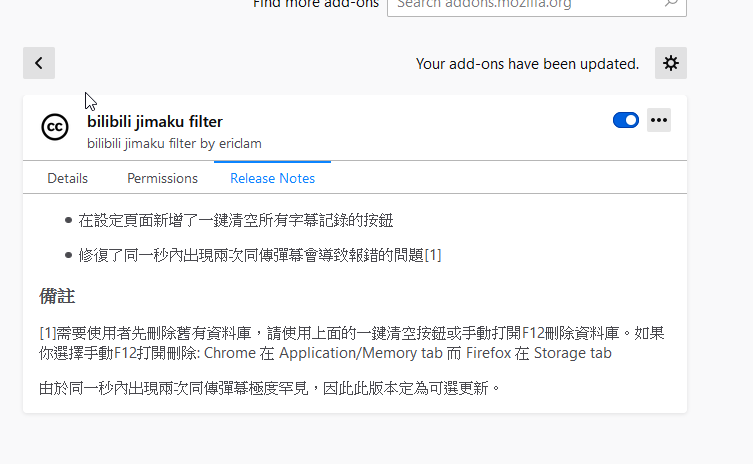 Find more add-ons
Search addons.mozilla.org
Your add-ons have been updated.
bilibili jimaku filter
bilibili jimaku filter by ericlam
Details Permissions Release Notes
在設定頁面新增了一鍵清空所有字幕記錄的按鈕
修復了同一秒內出現兩次同傳彈幕會導致報錯的問題[1]
備註
[1]需要使用者先刪除舊有資料庫，請使用上面的一鍵清空按鈕或手動打開F12刪除資料庫。如果
你選擇手動F12打開刪除: Chrome 在 Application/Memory tab 而 Firefox 在 Storage tab
由於同一秒內出現兩次同傳彈幕極度罕見，因此此版本定為可選更新。